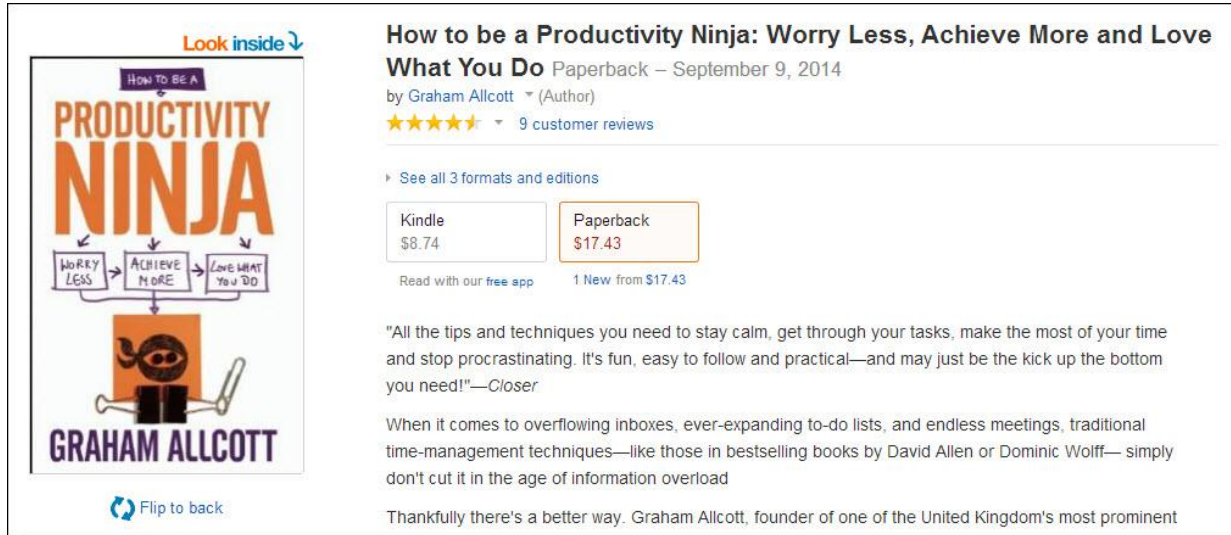 Look inside
HOW TO BE A
PRODUCTIVITY
NINJA
WORRY LESS
ACHIEVE MORE
LOVE WHAT YOU DO
GRAHAM ALLCOTT
Flip to back
How to be a Productivity Ninja: Worry Less, Achieve More and Love
What You Do Paperback – September 9, 2014
by Graham Allcott (Author)
9 customer reviews
See all 3 formats and editions
Kindle
$8.74
Read with our free app
Paperback
$17.43
1 New from $17.43
"All the tips and techniques you need to stay calm, get through your tasks, make the most of your time
and stop procrastinating. It's fun, easy to follow and practical—and may just be the kick up the bottom
you need!"—Closer
When it comes to overflowing inboxes, ever-expanding to-do lists, and endless meetings, traditional
time-management techniques—like those in bestselling books by David Allen or Dominic Wolff— simply
don't cut it in the age of information overload
Thankfully there's a better way. Graham Allcott, founder of one of the United Kingdom's most prominent